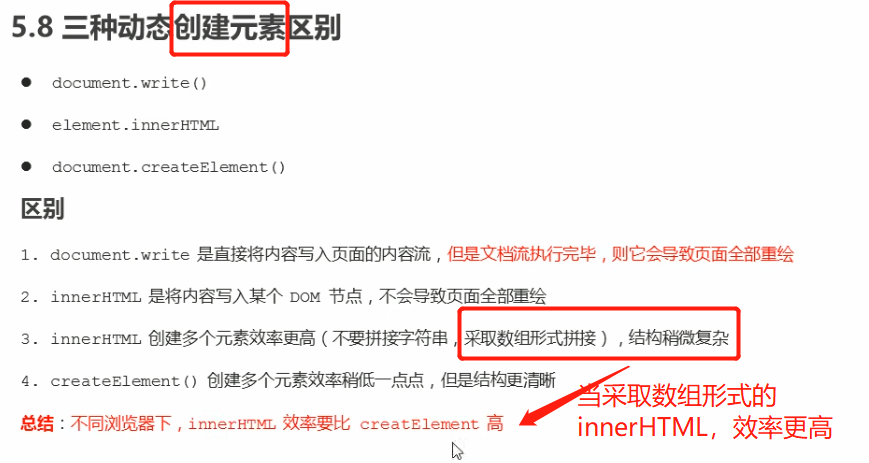 5.8 三种动态创建元素区别
● document.write()
● element.innerHTML
● document.createElement()
区别
1. document.write 是直接将内容写入页面的内容流，但是文档流执行完毕，则它会导致页面全部重绘
2. innerHTML 是将内容写入某个 DOM 节点，不会导致页面全部重绘
3. innerHTML 创建多个元素效率更高（不要拼接字符串，采取数组形式拼接），结构稍微复杂
4. createElement() 创建多个元素效率稍低一点点，但是结构更清晰
总结：不同浏览器下，innerHTML 效率要比 creatElement 高
当采取数组形式的
innerHTML，效率更高